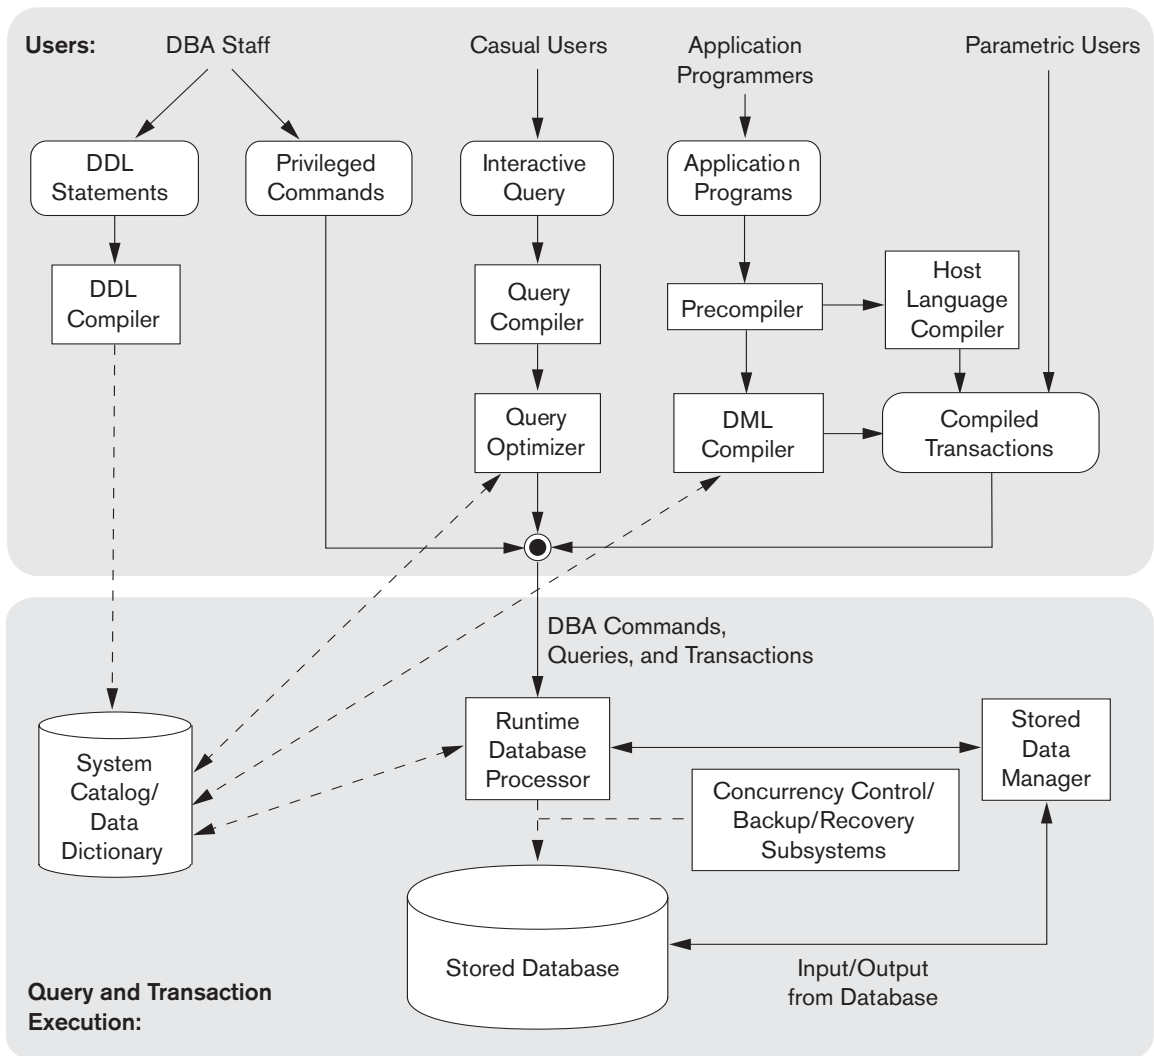 Users:
DBA Staff
Casual Users
Application
Programmers
Parametric Users
DDL
Statements
Privileged
Commands
Interactive
Query
Application
Programs
DDL
Compiler
Query
Compiler
Precompiler
Host
Language
Compiler
Query
Optimizer
DML
Compiler
Compiled
Transactions
DBA Commands,
Queries, and Transactions
System
Catalog/
Data
Dictionary
Runtime
Database
Processor
Stored
Data
Manager
Concurrency Control/
Backup/Recovery
Subsystems
Stored Database
Input/Output
from Database
Query and Transaction
Execution: